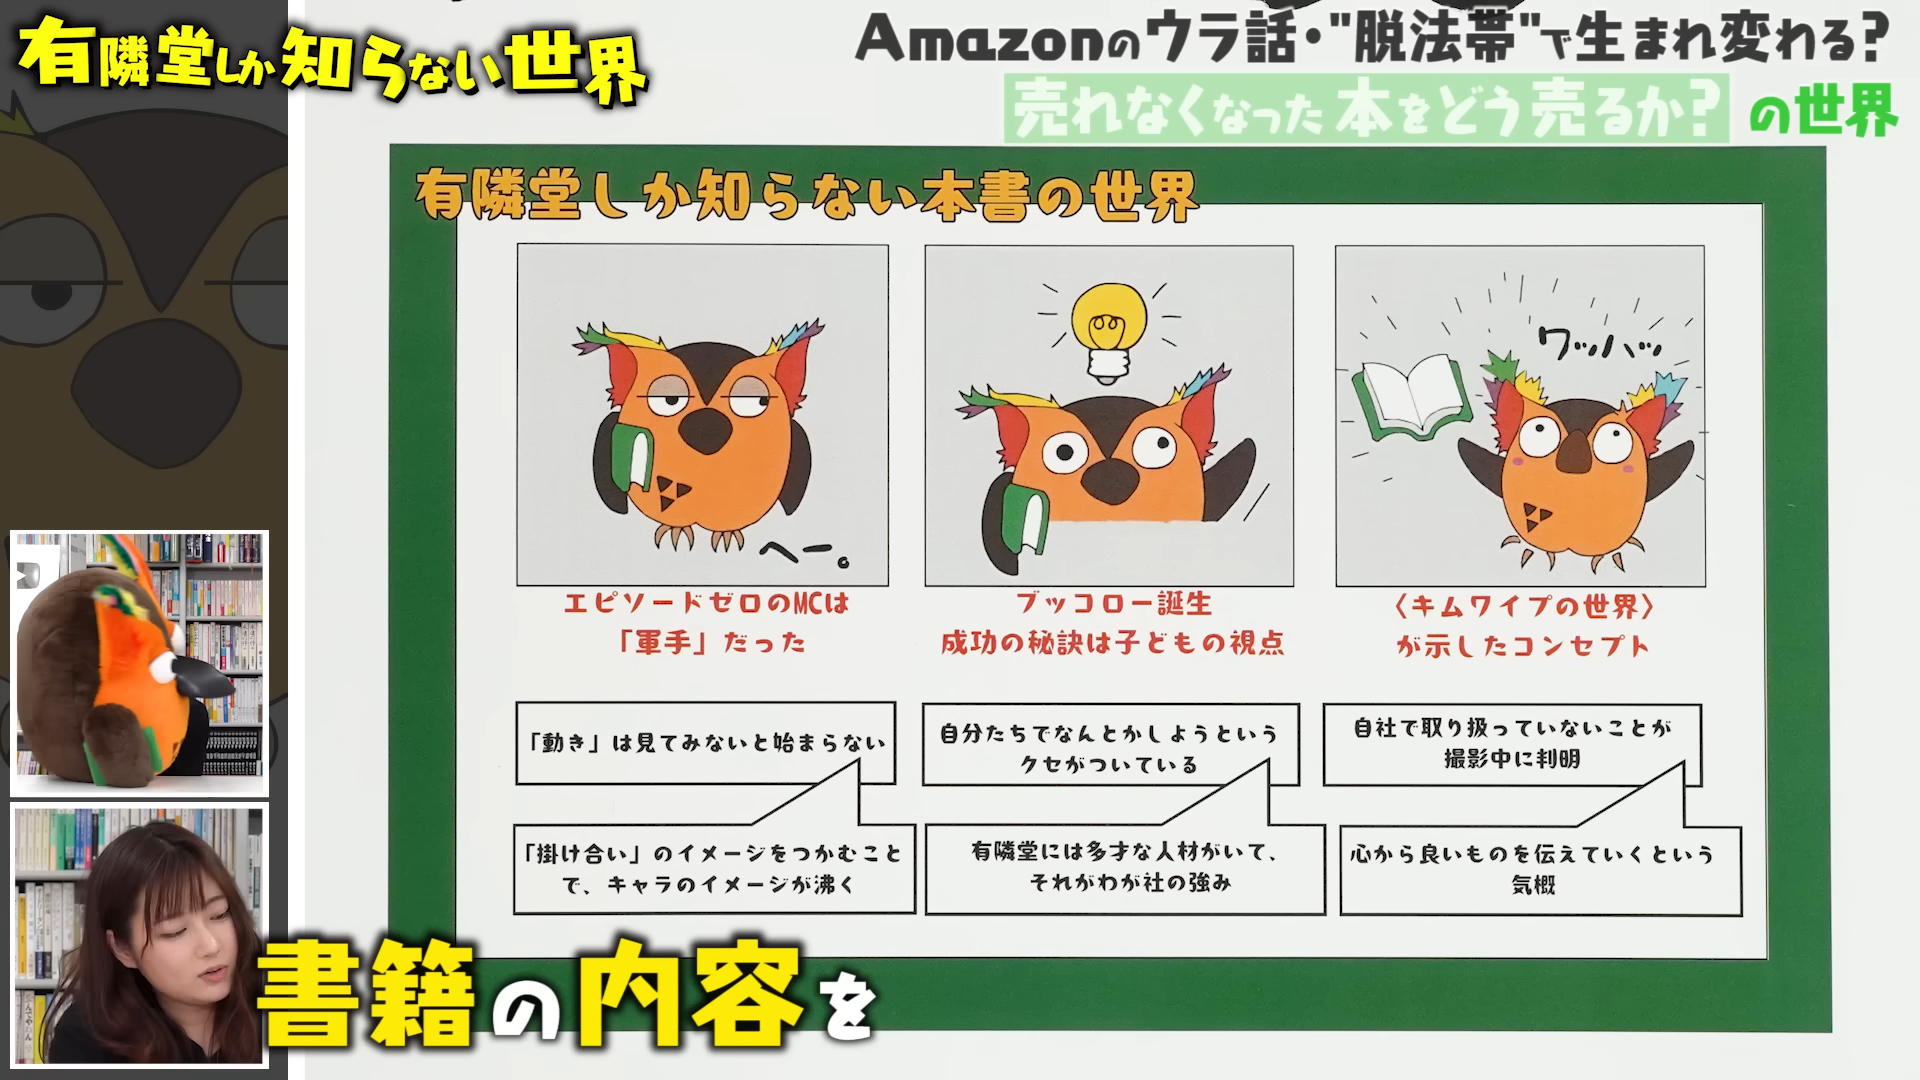 有隣堂しか知らない世界
Amazonのウラ話・"脱法帯"で生まれ変わる?
売れなくなった本をどう売るか?の世界
有隣堂しか知らない本書の世界
ヘー。
ワッハッ
エピソードゼロのMCは
「軍手」だった
ブッコロー誕生
成功の秘訣は子どもの視点
〈キムワイプの世界〉
が示したコンセプト
「動き」は見てみないと始まらない
自分たちでなんとかしようという
クセがついている
自社で取り扱っていないことが
撮影中に判明
「掛け合い」のイメージをつかむこと
で、キャラのイメージが沸く
有隣堂には多才な人材がいて、
それがわが社の強み
心から良いものを伝えていくという
気概
書籍の内容を